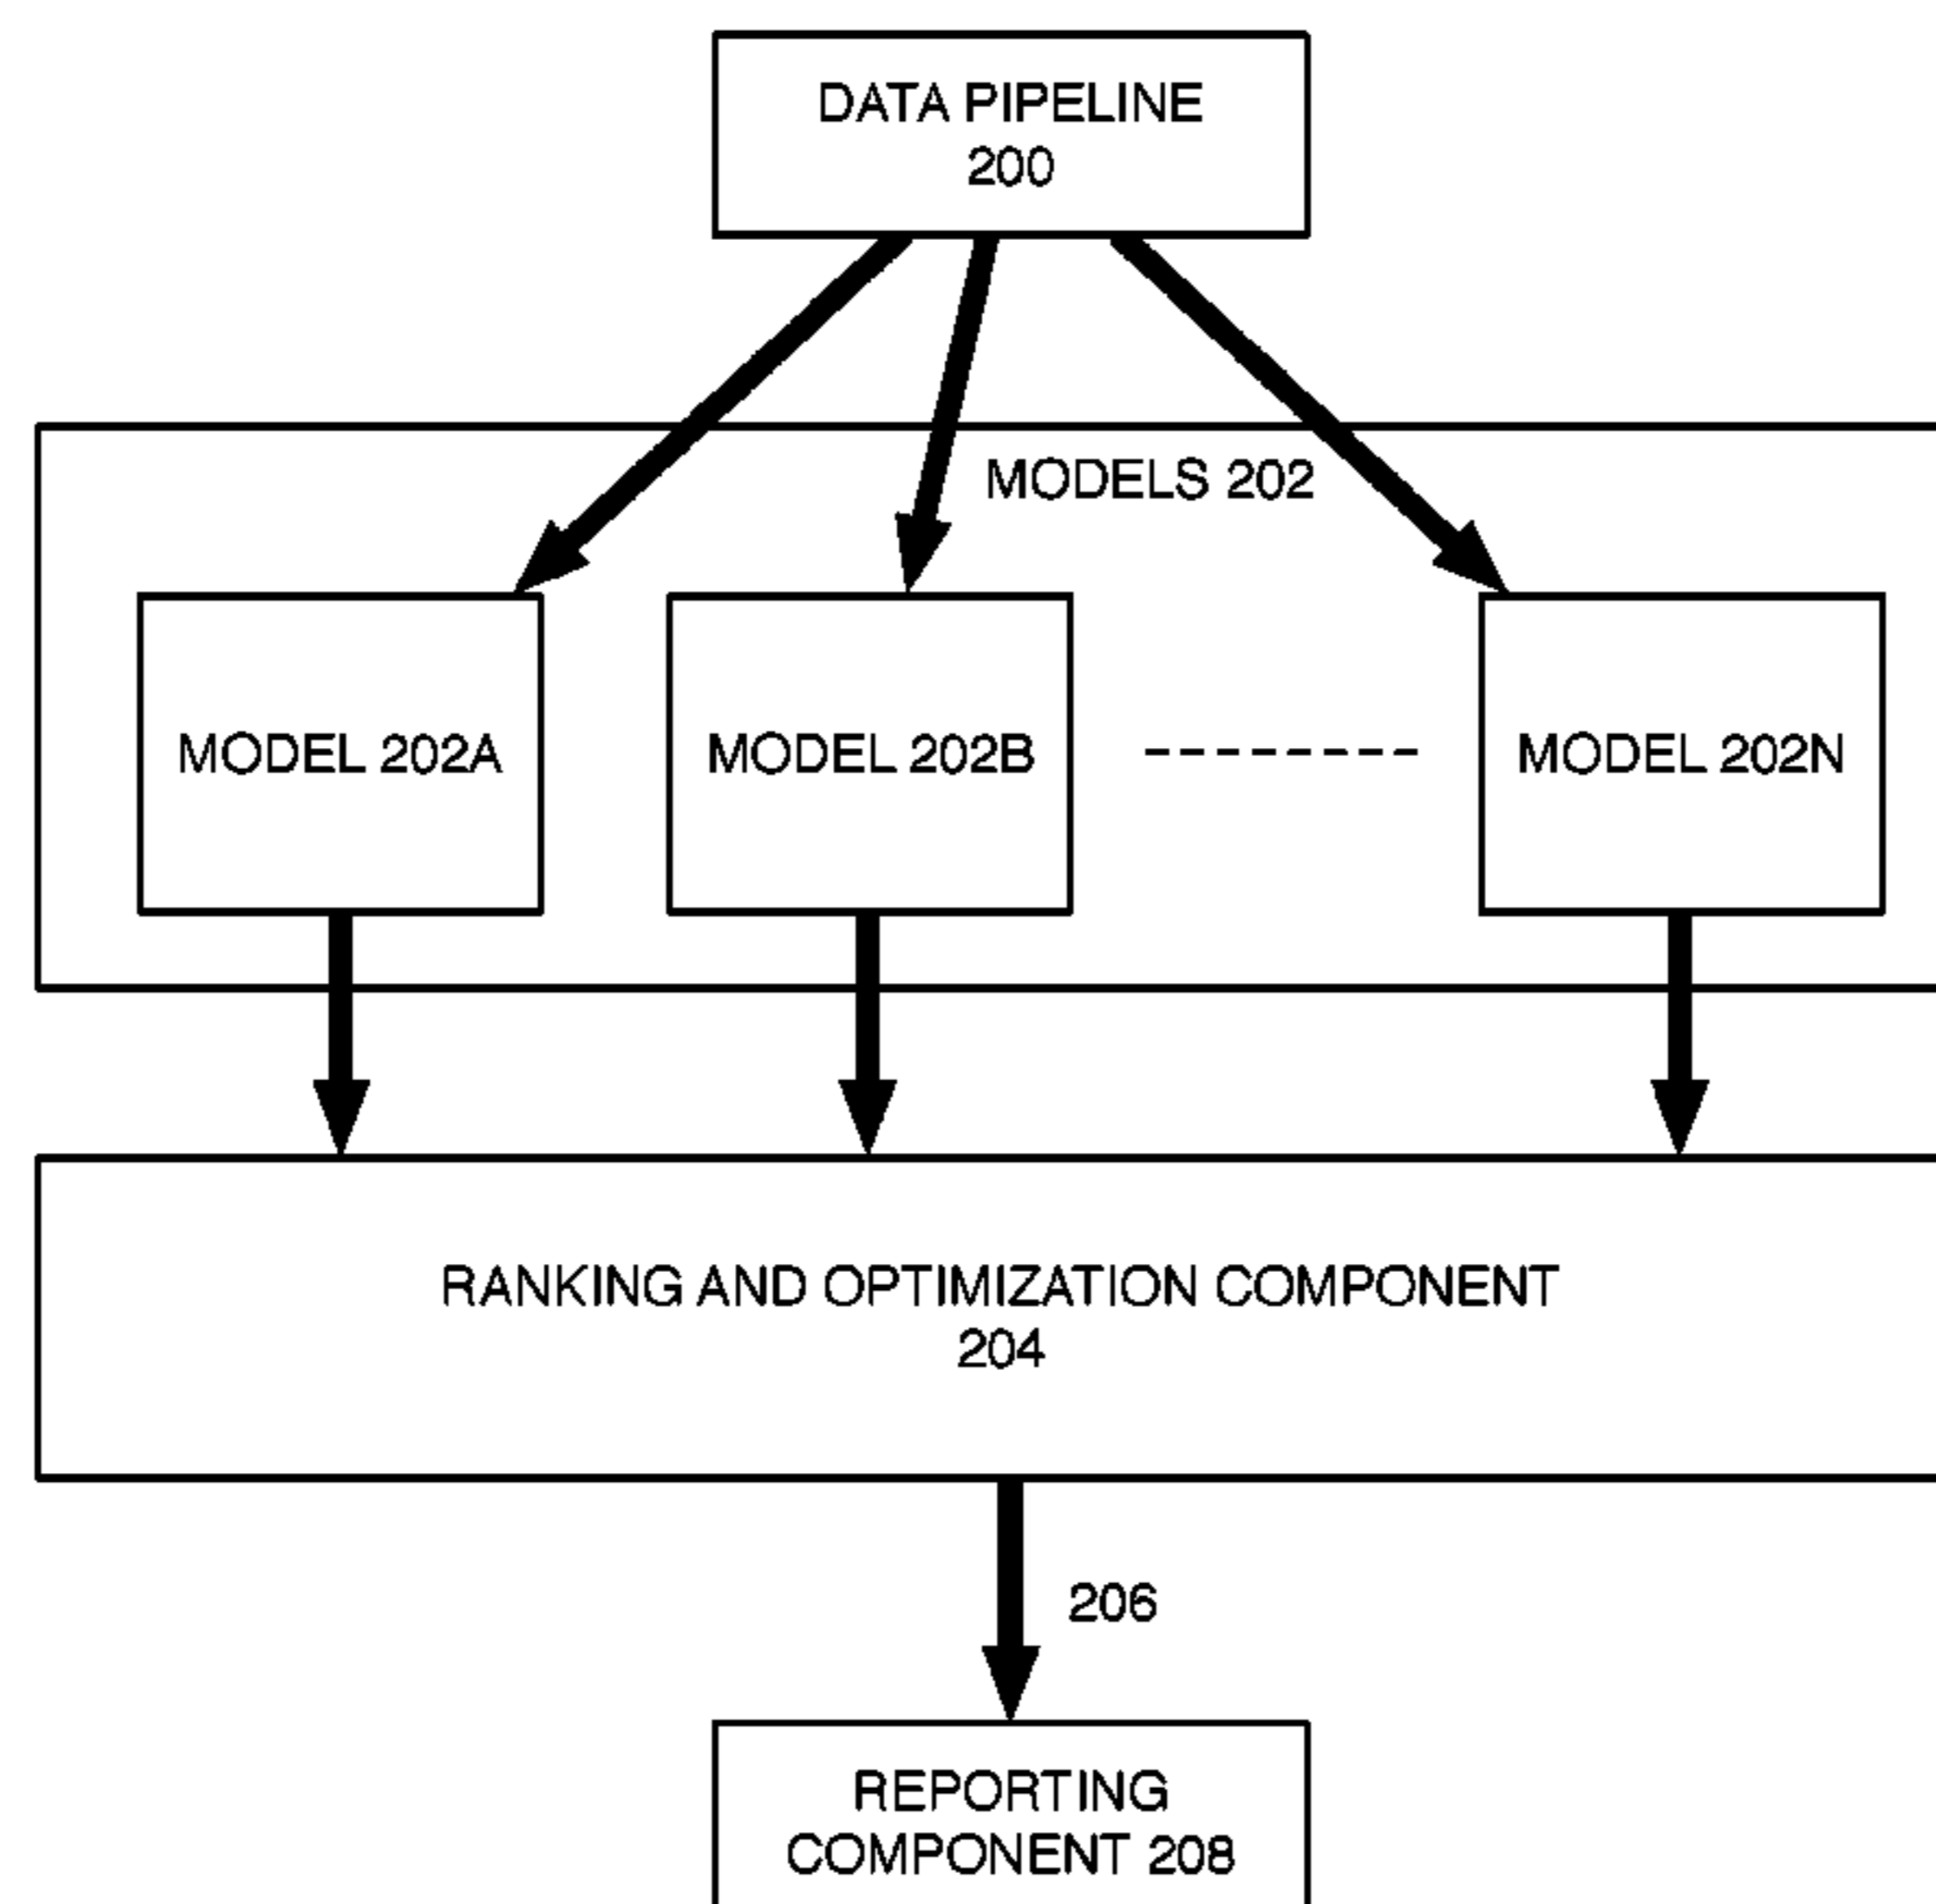 DATA PIPELINE
200
MODELS 202
MODEL 202A
MODEL 202B
MODEL 202N
RANKING AND OPTIMIZATION COMPONENT
204
206
REPORTING
COMPONENT 208